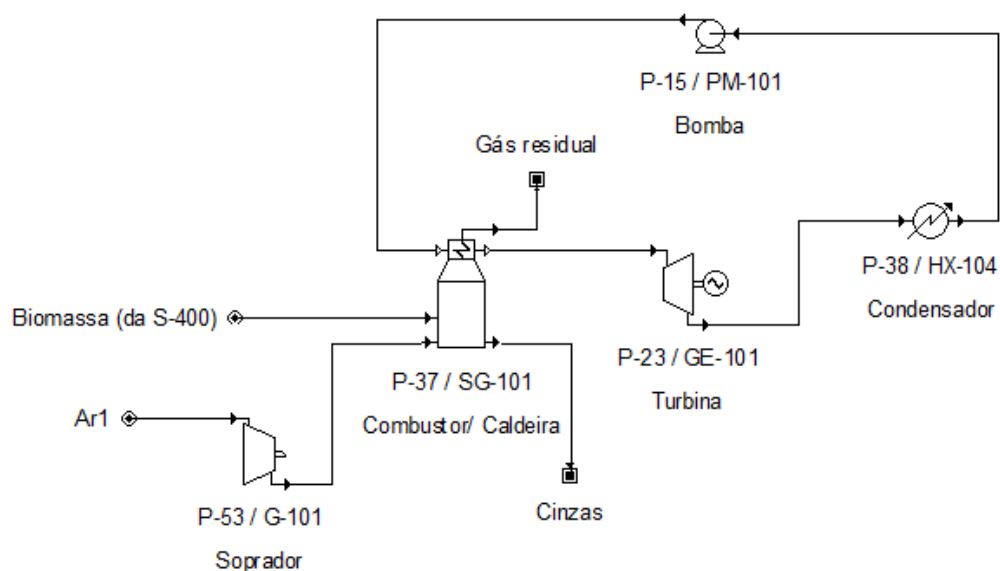 P-15 / PM-101
Bomba
Gás residual
P-38 / HX-104
Condensador
Biomassa (da S-400)
P-23 / GE-101
Turbina
P-37 / SG-101
Combustor/ Caldeira
Ar1
Cinzas
P-53 / G-101
Soprador